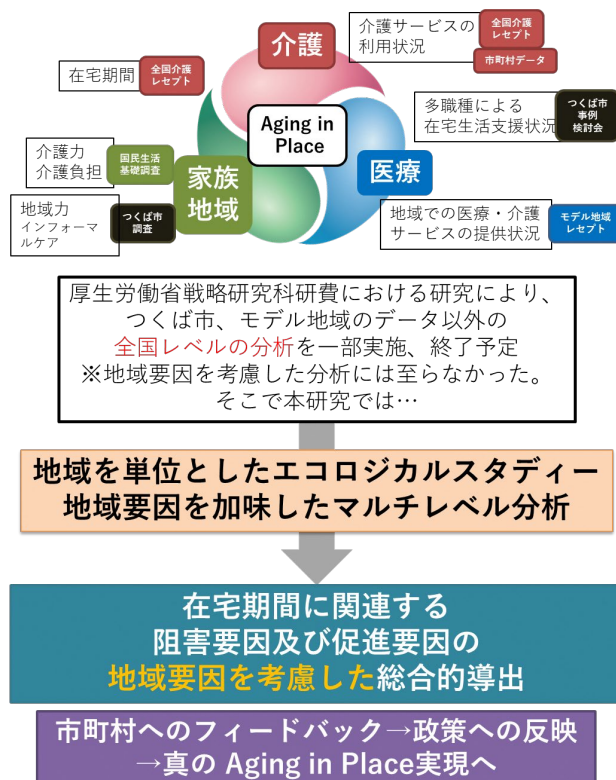 介護
介護サービスの
利用状況
全国介護
レセプト
市町村データ
在宅期間
全国介護
レセプト
Aging in
Place
多職種による
在宅生活支援状況
つくば市
事例
検討会
介護力
介護負担
国民生活
基礎調査
家族
地域
医療
地域力
インフォーマ
ルケア
つくば市
調査
地域での医療・介護
サービスの提供状況
モデル地域
レセプト
厚生労働省戦略研究科研費における研究により、
つくば市、モデル地域のデータ以外の
全国レベルの分析を一部実施、終了予定
※地域要因を考慮した分析には至らなかった。
そこで本研究では…
地域を単位としたエコロジカルスタディー
地域要因を加味したマルチレベル分析
在宅期間に関連する
阻害要因及び促進要因の
地域要因を考慮した総合的導出
市町村へのフィードバック→政策への反映
→真の Aging in Place実現へ